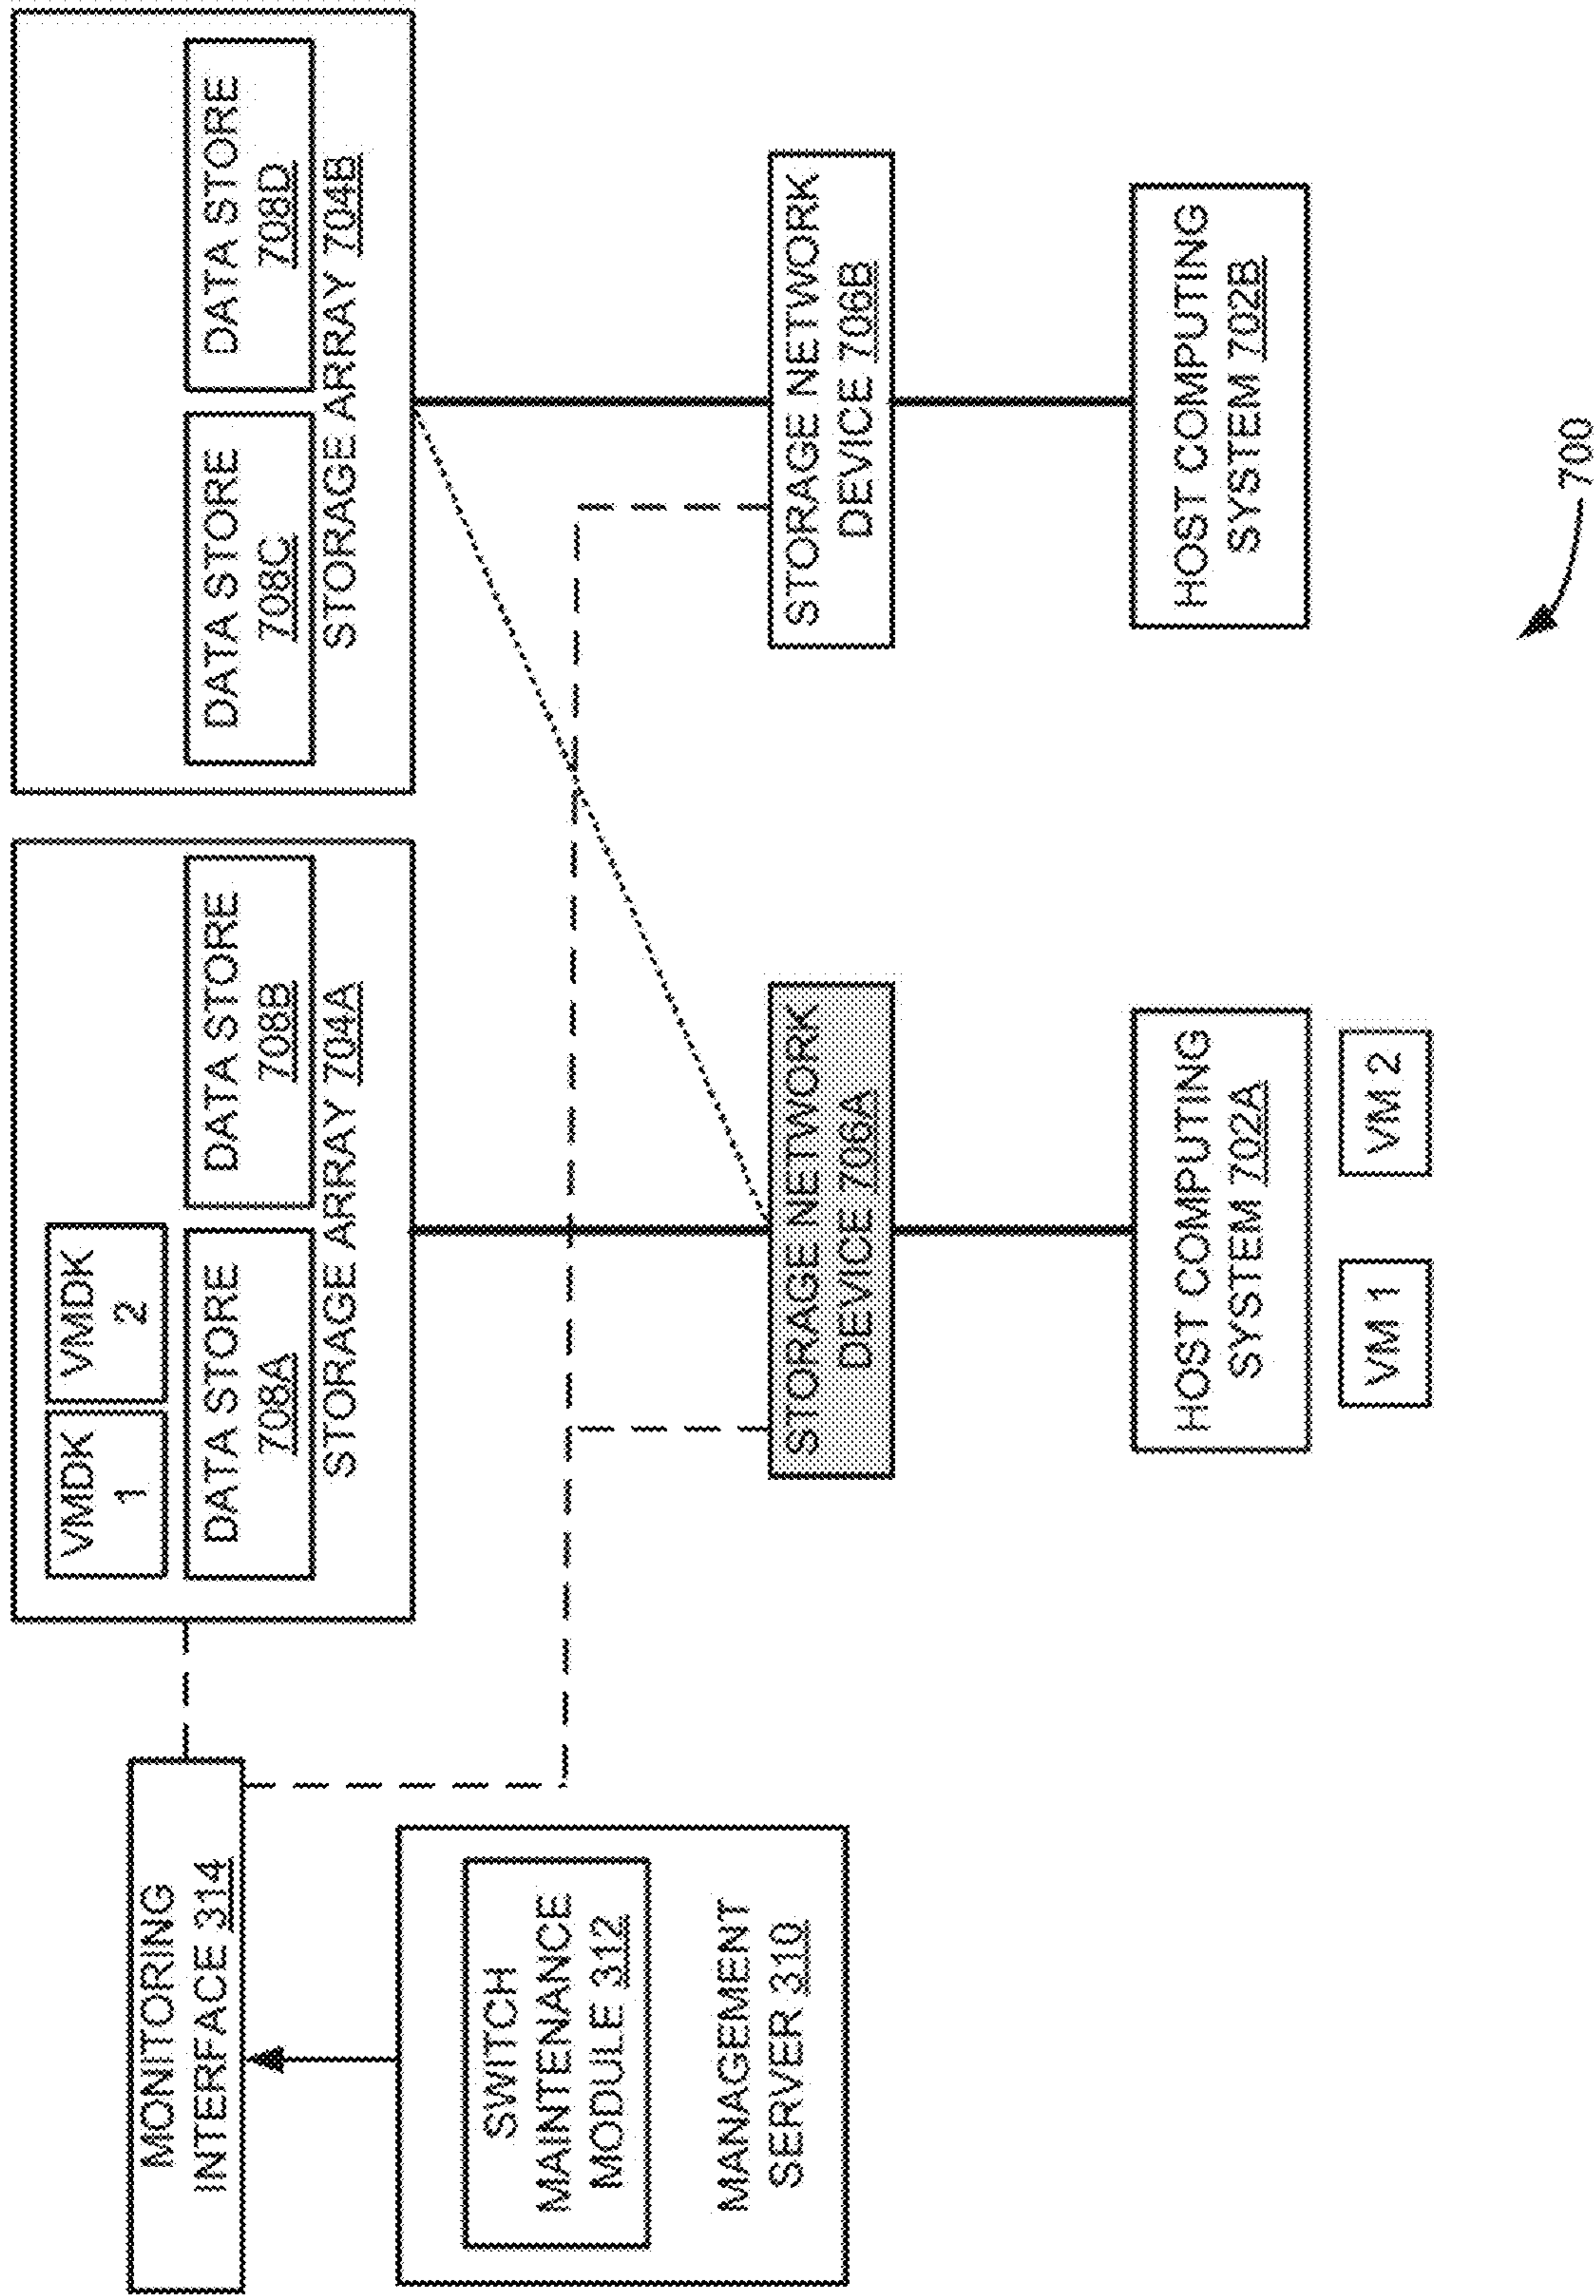 MONITORING
INTERFACE 314
SWITCH
MAINTENANCE
MODULE 312
MANAGEMENT
SERVER 310
VMDK
1
VMDK
2
DATA STORE
708A
DATA STORE
708B
STORAGE ARRAY 704A
DATA STORE
708C
DATA STORE
708D
STORAGE ARRAY 704B
STORAGE NETWORK
DEVICE 706A
STORAGE NETWORK
DEVICE 706B
HOST COMPUTING
SYSTEM 702A
HOST COMPUTING
SYSTEM 702B
VM 1
VM 2
700